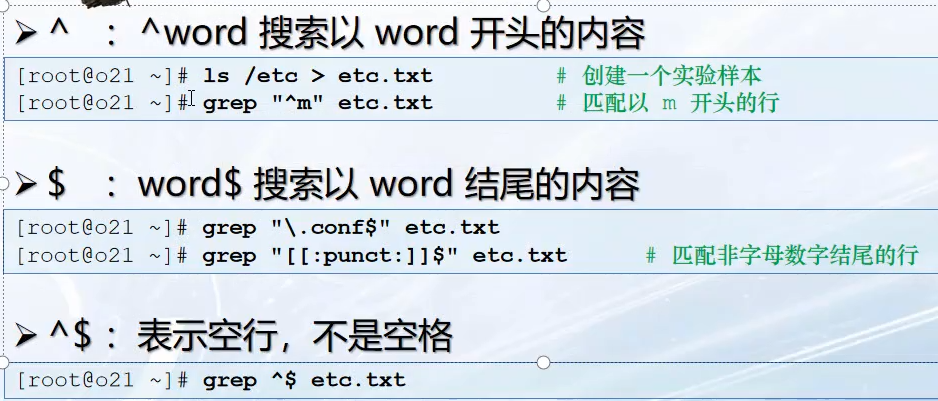 ➢ ^ ：^word 搜索以 word 开头的内容
[root@o21 ~]# ls /etc > etc.txt # 创建一个实验样本
[root@o21 ~]# grep "^m" etc.txt # 匹配以 m 开头的行
➢ $ ：word$ 搜索以 word 结尾的内容
[root@o21 ~]# grep "\.conf$" etc.txt
[root@o21 ~]# grep "[[:punct:]]$" etc.txt # 匹配非字母数字结尾的行
➢ ^$ ：表示空行，不是空格
[root@o21 ~]# grep ^$ etc.txt